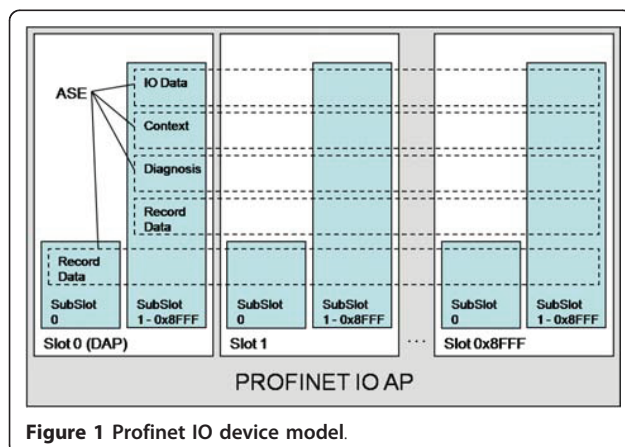 ASE
IO Data
Context
Diagnosis
Record
Data
Record
Data
SubSlot
0
SubSlot
1 - 0x8FFF
Slot 0 (DAP)
SubSlot
0
SubSlot
1 - 0x8FFF
Slot 1
...
SubSlot
0
SubSlot
1 - 0x8FFF
Slot 0x8FFF
PROFINET IO AP
Figure 1 Profinet IO device model.